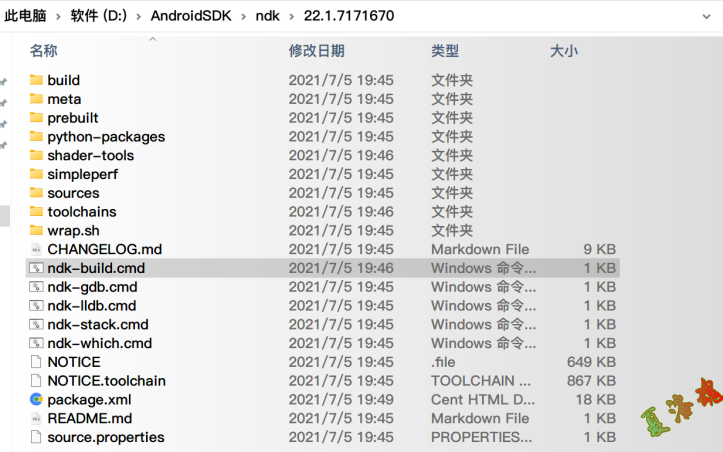 此电脑 > 软件 (D:) > AndroidSDK > ndk > 22.1.7171670
名称 修改日期 类型 大小
build 2021/7/5 19:45 文件夹
meta 2021/7/5 19:45 文件夹
prebuilt 2021/7/5 19:45 文件夹
python-packages 2021/7/5 19:45 文件夹
shader-tools 2021/7/5 19:46 文件夹
simpleperf 2021/7/5 19:45 文件夹
sources 2021/7/5 19:45 文件夹
toolchains 2021/7/5 19:46 文件夹
wrap.sh 2021/7/5 19:45 文件夹
CHANGELOG.md 2021/7/5 19:45 Markdown File 9 KB
ndk-build.cmd 2021/7/5 19:46 Windows 命令... 1 KB
ndk-gdb.cmd 2021/7/5 19:45 Windows 命令... 1 KB
ndk-lldb.cmd 2021/7/5 19:45 Windows 命令... 1 KB
ndk-stack.cmd 2021/7/5 19:45 Windows 命令... 1 KB
ndk-which.cmd 2021/7/5 19:45 Windows 命令... 1 KB
NOTICE 2021/7/5 19:45 .file 649 KB
NOTICE.toolchain 2021/7/5 19:45 TOOLCHAIN ... 867 KB
package.xml 2021/7/5 19:49 Cent HTML D... 18 KB
README.md 2021/7/5 19:45 Markdown File 1 KB
source.properties 2021/7/5 19:45 PROPERTIES... 1 KB